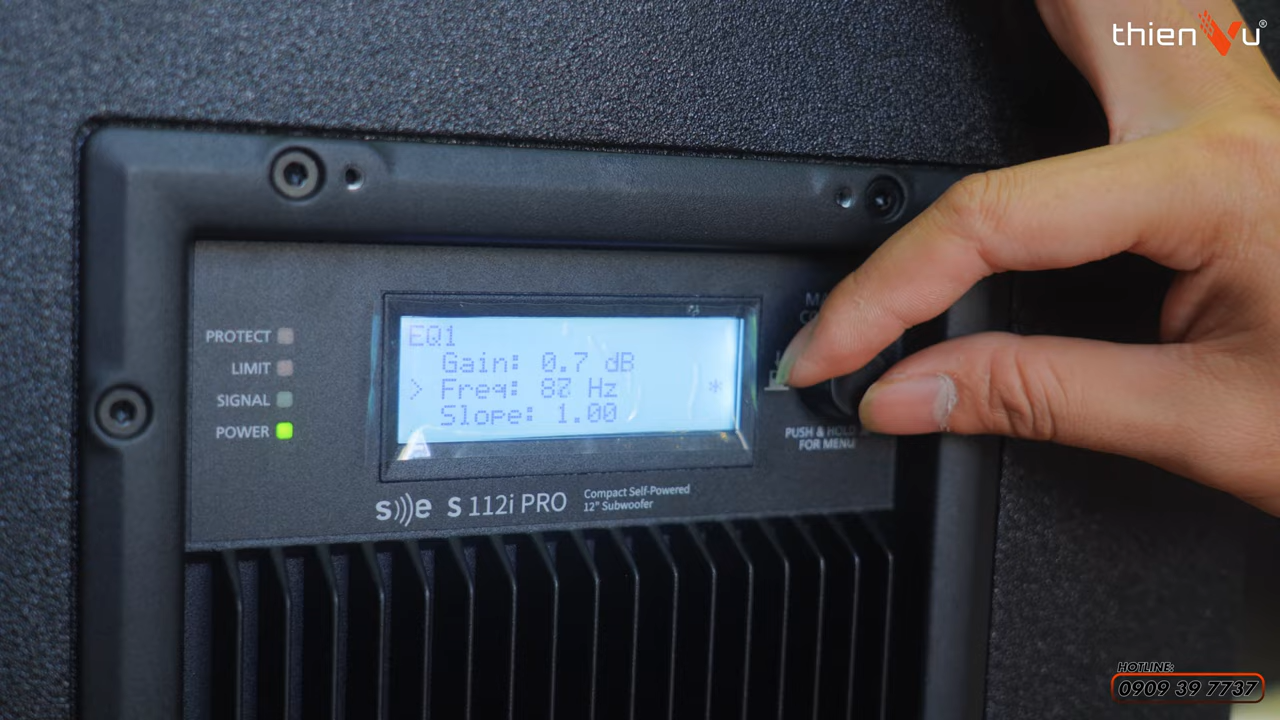 thienVu®
PROTECT
LIMIT
SIGNAL
POWER
EQ1
Gain: 0.7 dB
> Freq: Hz *
Slope: 1.00
PUSH & HOLD
FOR MENU
s)))e S 112i PRO
Compact Self-Powered
12" Subwoofer
HOTLINE:
0909 39 7737